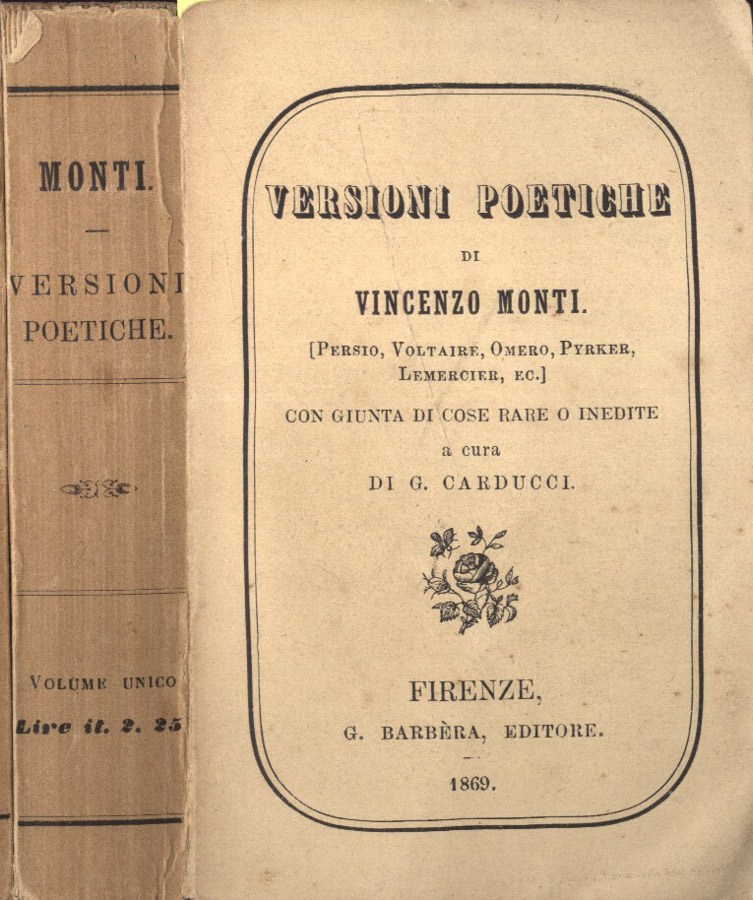 MONTI.
VERSIONI
POETICHE.
VOLUME UNICO
Lire it. 2. 25
VERSIONI POETICHE
DI
VINCENZO MONTI.
[PERSIO, VOLTAIRE, OMERO, PYRKER,
LEMERCIER, EC.]
CON GIUNTA DI COSE RARE O INEDITE
a cura
DI G. CARDUCCI.
FIRENZE,
G. BARBÈRA, EDITORE.
1869.